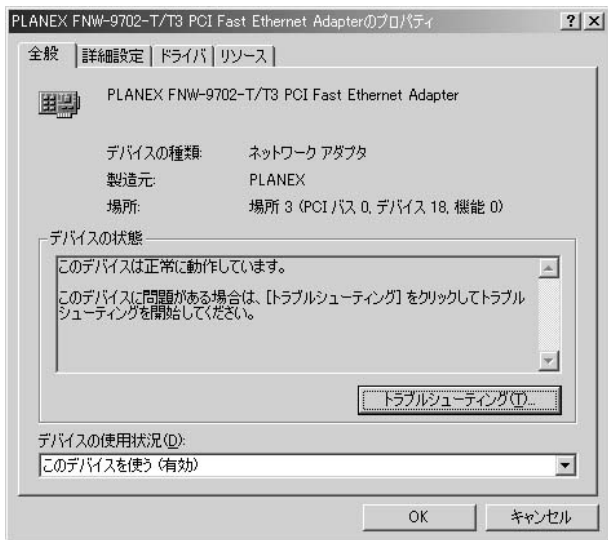 PLANEX FNW-9702-T/T3 PCI Fast Ethernet Adapterのプロパティ
全般 詳細設定 ドライバ リソース
PLANEX FNW-9702-T/T3 PCI Fast Ethernet Adapter
デバイスの種類: ネットワーク アダプタ
製造元: PLANEX
場所: 場所 3 (PCI バス 0, デバイス 18, 機能 0)
デバイスの状態
このデバイスは正常に動作しています。
このデバイスに問題がある場合は、[トラブルシューティング] をクリックしてトラブル
シューティングを開始してください。
トラブルシューティング(T)...
デバイスの使用状況(D):
このデバイスを使う (有効)
OK キャンセル